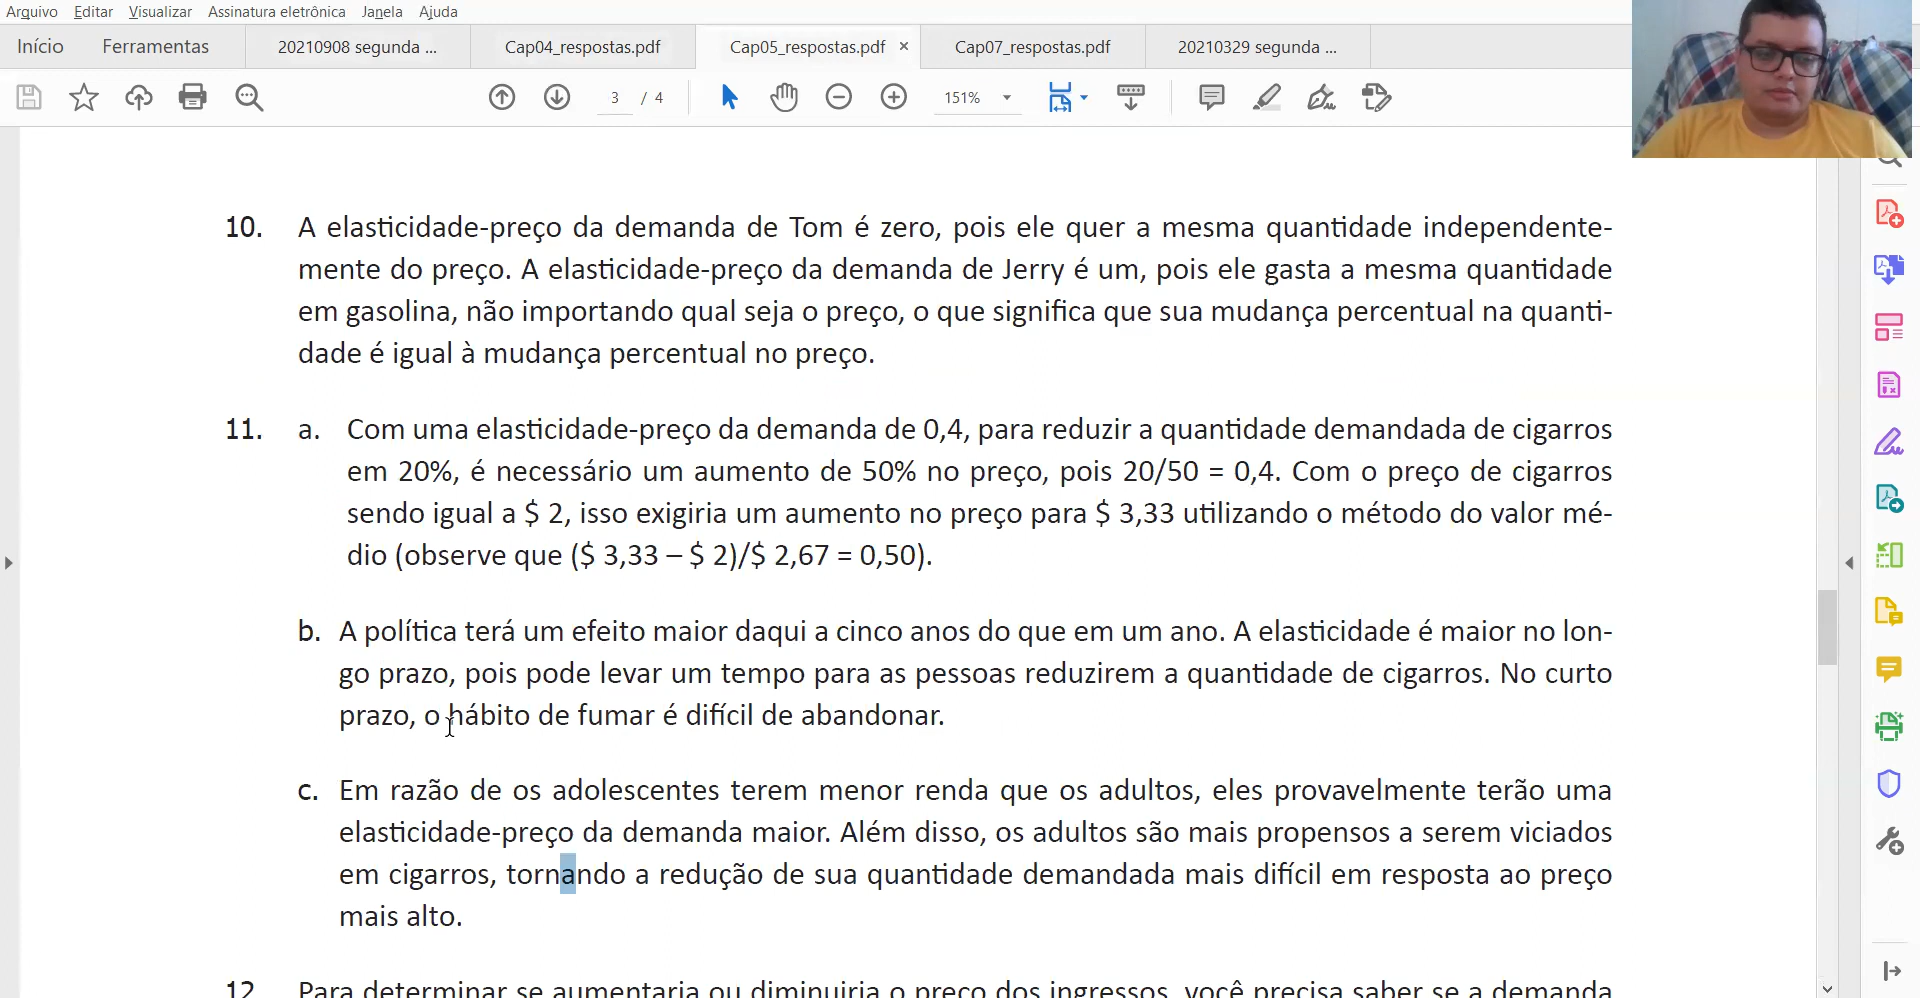 Arquivo Editar Visualizar Assinatura eletrônica Janela Ajuda
Início Ferramentas 20210908 segunda ... Cap04_respostas.pdf Cap05_respostas.pdf × Cap07_respostas.pdf 20210329 segunda ...
3 / 4 151%
10. A elasticidade-preço da demanda de Tom é zero, pois ele quer a mesma quantidade independente-
mente do preço. A elasticidade-preço da demanda de Jerry é um, pois ele gasta a mesma quantidade
em gasolina, não importando qual seja o preço, o que significa que sua mudança percentual na quanti-
dade é igual à mudança percentual no preço.
11. a. Com uma elasticidade-preço da demanda de 0,4, para reduzir a quantidade demandada de cigarros
em 20%, é necessário um aumento de 50% no preço, pois 20/50 = 0,4. Com o preço de cigarros
sendo igual a $ 2, isso exigiria um aumento no preço para $ 3,33 utilizando o método do valor mé-
dio (observe que ($ 3,33 – $ 2)/$ 2,67 = 0,50).
b. A política terá um efeito maior daqui a cinco anos do que em um ano. A elasticidade é maior no lon-
go prazo, pois pode levar um tempo para as pessoas reduzirem a quantidade de cigarros. No curto
prazo, o hábito de fumar é difícil de abandonar.
c. Em razão de os adolescentes terem menor renda que os adultos, eles provavelmente terão uma
elasticidade-preço da demanda maior. Além disso, os adultos são mais propensos a serem viciados
em cigarros, tornando a redução de sua quantidade demandada mais difícil em resposta ao preço
mais alto.
12. Para determinar se aumentaria ou diminuiria o preço dos ingressos, você precisa saber se a demanda